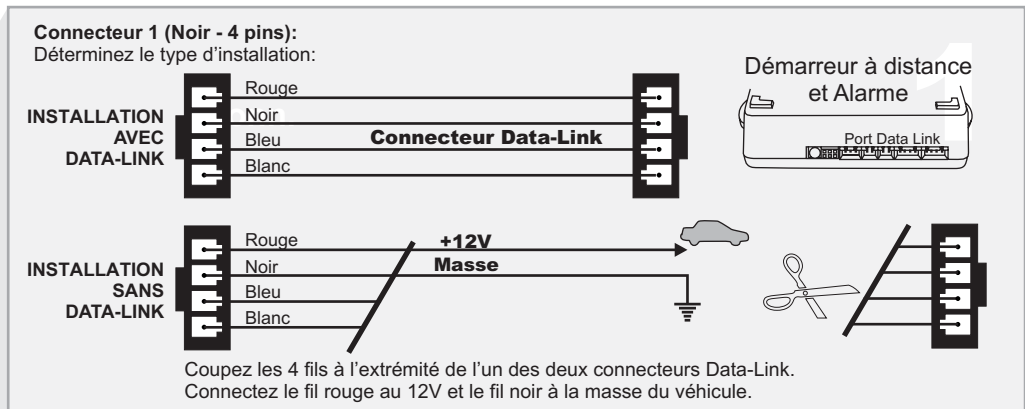 Connecteur 1 (Noir - 4 pins):
Déterminez le type d'installation:
INSTALLATION
AVEC
DATA-LINK
Rouge
Noir
Bleu
Blanc
Connecteur Data-Link
1
Démarreur à distance
et Alarme
Port Data Link
INSTALLATION
SANS
DATA-LINK
Rouge
Noir
Bleu
Blanc
+12V
Masse
Coupez les 4 fils à l'extrémité de l'un des deux connecteurs Data-Link.
Connectez le fil rouge au 12V et le fil noir à la masse du véhicule.